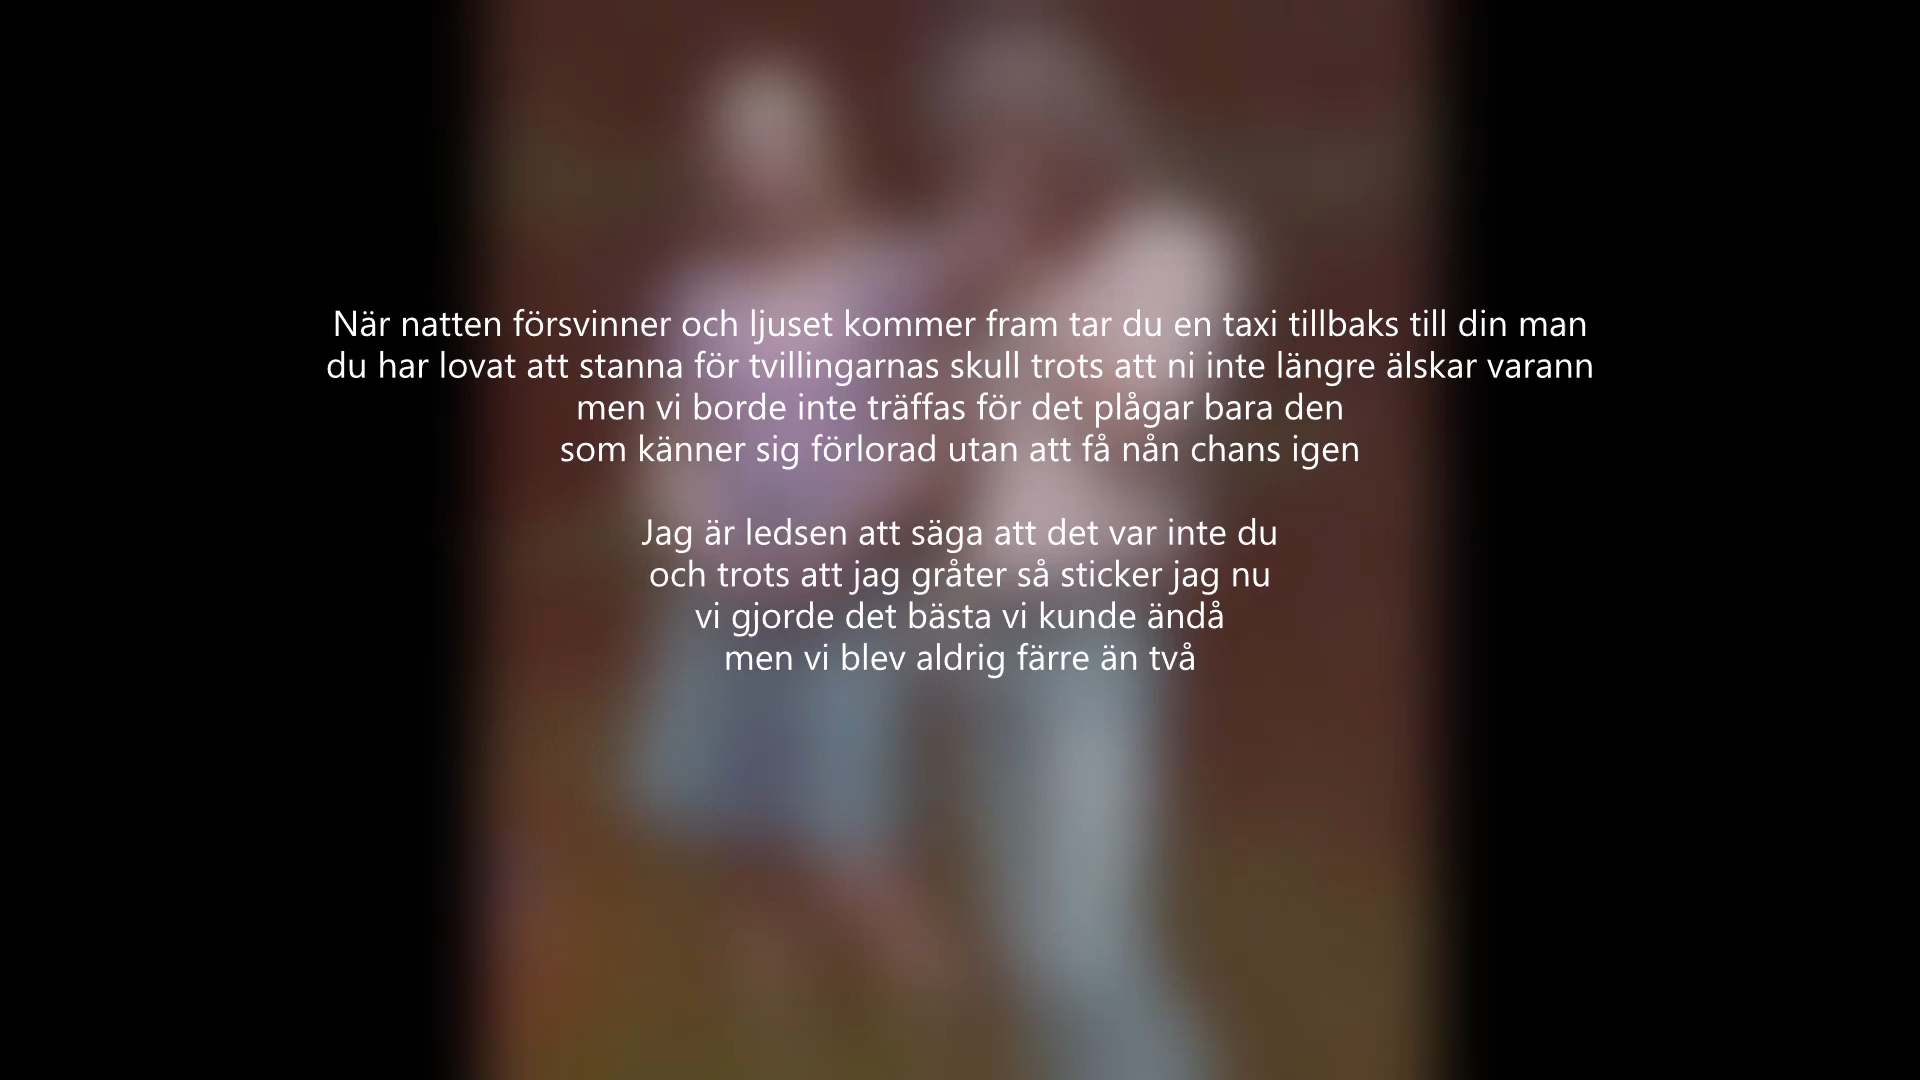 När natten försvinner och ljuset kommer fram tar du en taxi tillbaks till din man
du har lovat att stanna för tvillingarnas skull trots att ni inte längre älskar varann
men vi borde inte träffas för det plågar bara den
som känner sig förlorad utan att få nån chans igen

Jag är ledsen att säga att det var inte du
och trots att jag gråter så sticker jag nu
vi gjorde det bästa vi kunde ändå
men vi blev aldrig färre än två